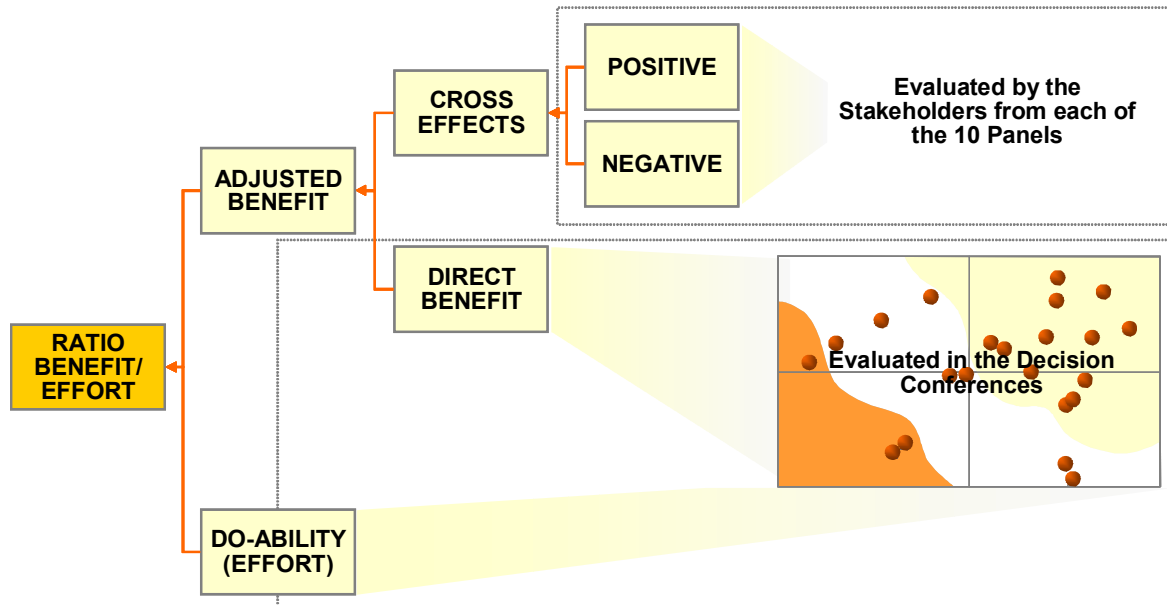 POSITIVE
CROSS
EFFECTS
Evaluated by the
Stakeholders from each of
the 10 Panels
NEGATIVE
ADJUSTED
BENEFIT
DIRECT
BENEFIT
RATIO
BENEFIT/
EFFORT
Evaluated in the Decision
Conferences
DO-ABILITY
(EFFORT)